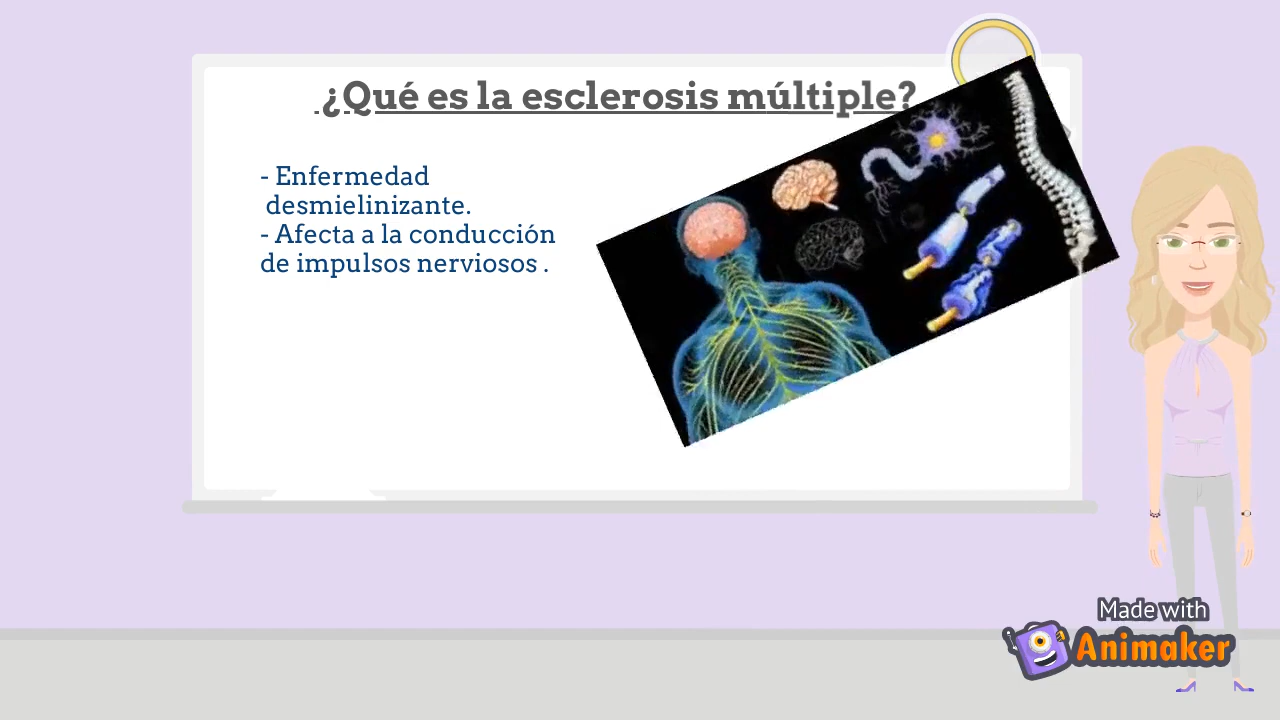 ¿Qué es la esclerosis múltiple?
- Enfermedad
desmielinizante.
- Afecta a la conducción
de impulsos nerviosos .
Made with
Animaker